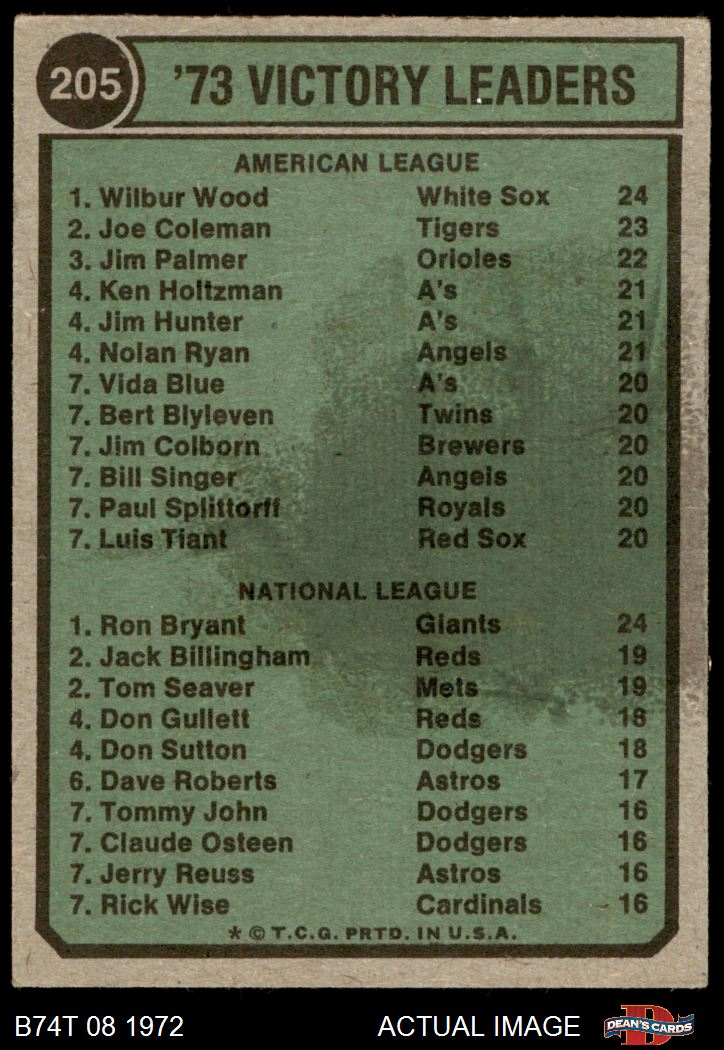 205 '73 VICTORY LEADERS
AMERICAN LEAGUE
1. Wilbur Wood White Sox 24
2. Joe Coleman Tigers 23
3. Jim Palmer Orioles 22
4. Ken Holtzman A's 21
4. Jim Hunter A's 21
4. Nolan Ryan Angels 21
7. Vida Blue A's 20
7. Bert Blyleven Twins 20
7. Jim Colborn Brewers 20
7. Bill Singer Angels 20
7. Paul Splittorff Royals 20
7. Luis Tiant Red Sox 20
NATIONAL LEAGUE
1. Ron Bryant Giants 24
2. Jack Billingham Reds 19
2. Tom Seaver Mets 19
4. Don Gullett Reds 18
4. Don Sutton Dodgers 18
6. Dave Roberts Astros 17
7. Tommy John Dodgers 16
7. Claude Osteen Dodgers 16
7. Jerry Reuss Astros 16
7. Rick Wise Cardinals 16
* © T.C.G. PRTD. IN U.S.A.
B74T 08 1972 ACTUAL IMAGE D DEAN'S CARDS